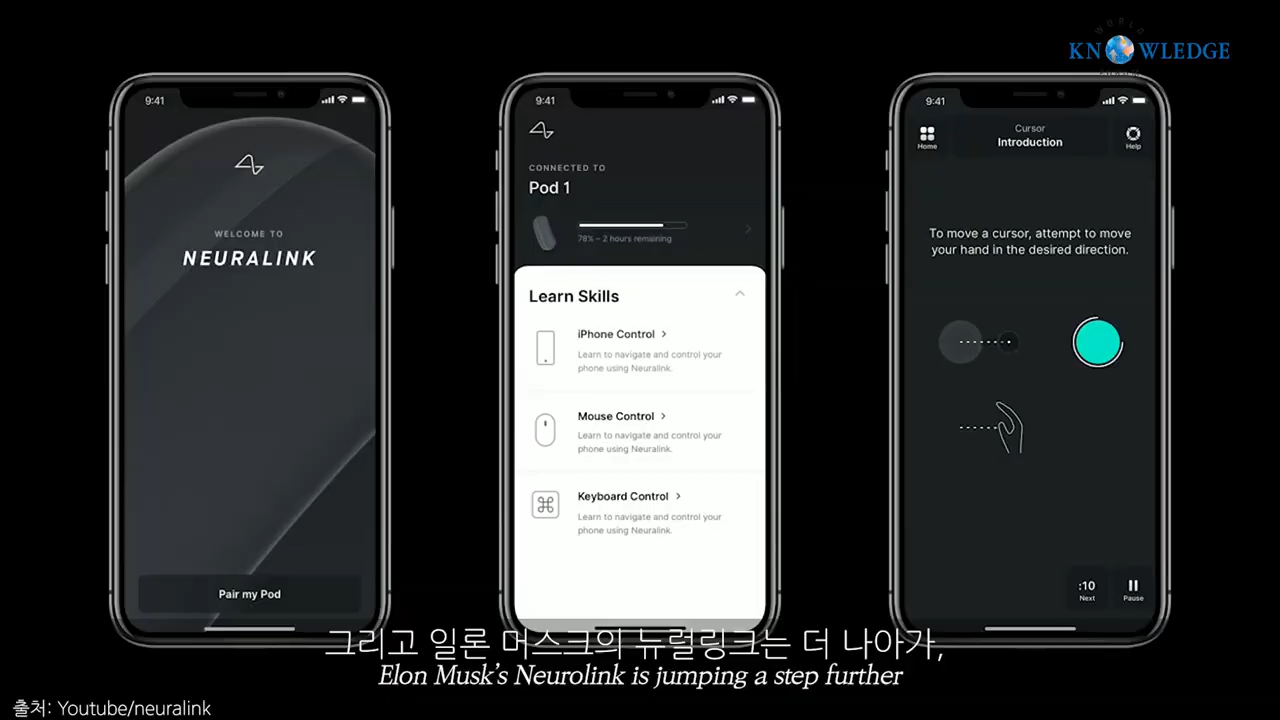 WORLD
KNOWLEDGE
9:41
WELCOME TO
NEURALINK
Pair my Pod
9:41
CONNECTED TO
Pod 1
78% – 2 hours remaining
Learn Skills
iPhone Control >
Learn to navigate and control your
phone using Neuralink.
Mouse Control >
Learn to navigate and control your
phone using Neuralink.
Keyboard Control >
Learn to navigate and control your
phone using Neuralink.
9:41
Home
Cursor
Introduction
Help
To move a cursor, attempt to move
your hand in the desired direction.
:10
Next
Pause
그리고 일론 머스크의 뉴럴링크는 더 나아가,
Elon Musk's Neurolink is jumping a step further
출처: Youtube/neuralink